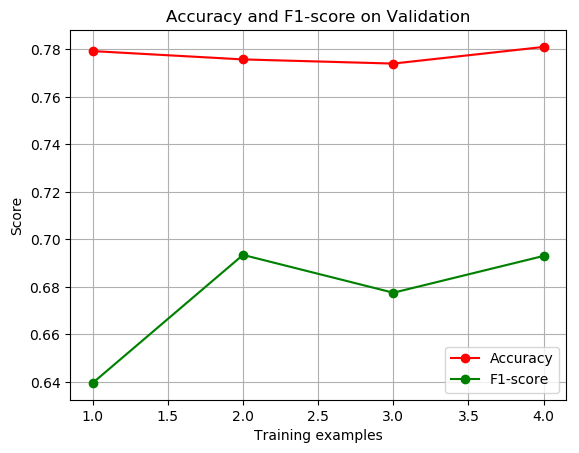 Accuracy and F1-score on Validation
0.78
0.76
0.74
0.72
0.70
0.68
0.66
0.64
Score
1.0 1.5 2.0 2.5 3.0 3.5 4.0
Training examples
Accuracy
F1-score